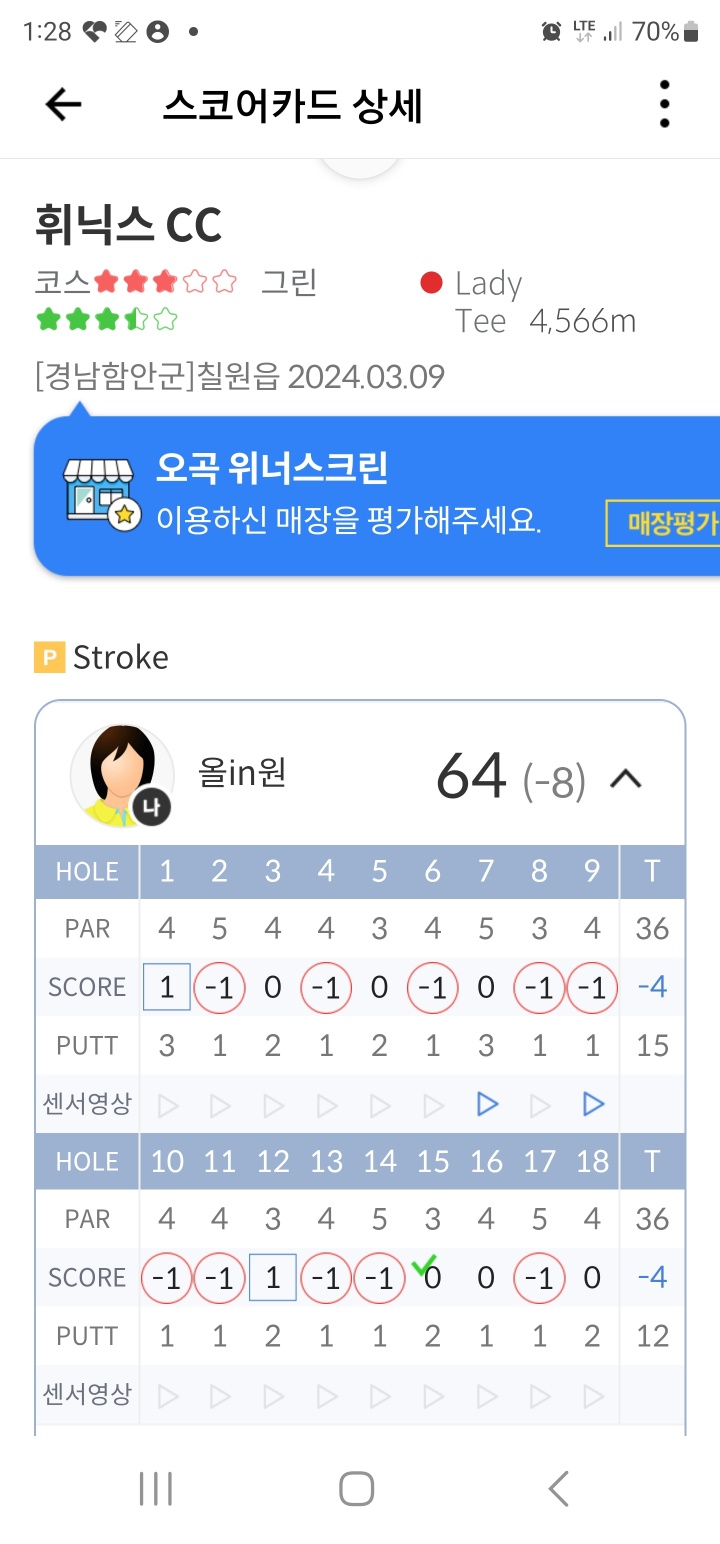 1:28 LTE 70%
스코어카드 상세
휘닉스 CC
코스 그린 Lady
Tee 4,566m
[경남함안군]칠원읍 2024.03.09
오곡 위너스크린
이용하신 매장을 평가해주세요. 매장평가
P Stroke
올in원 64 (-8)
나
HOLE 1 2 3 4 5 6 7 8 9 T
PAR 4 5 4 4 3 4 5 3 4 36
SCORE 1 -1 0 -1 0 -1 0 -1 -1 -4
PUTT 3 1 2 1 2 1 3 1 1 15
센서영상
HOLE 10 11 12 13 14 15 16 17 18 T
PAR 4 4 3 4 5 3 4 5 4 36
SCORE -1 -1 1 -1 -1 0 0 -1 0 -4
PUTT 1 1 2 1 1 2 1 1 2 12
센서영상